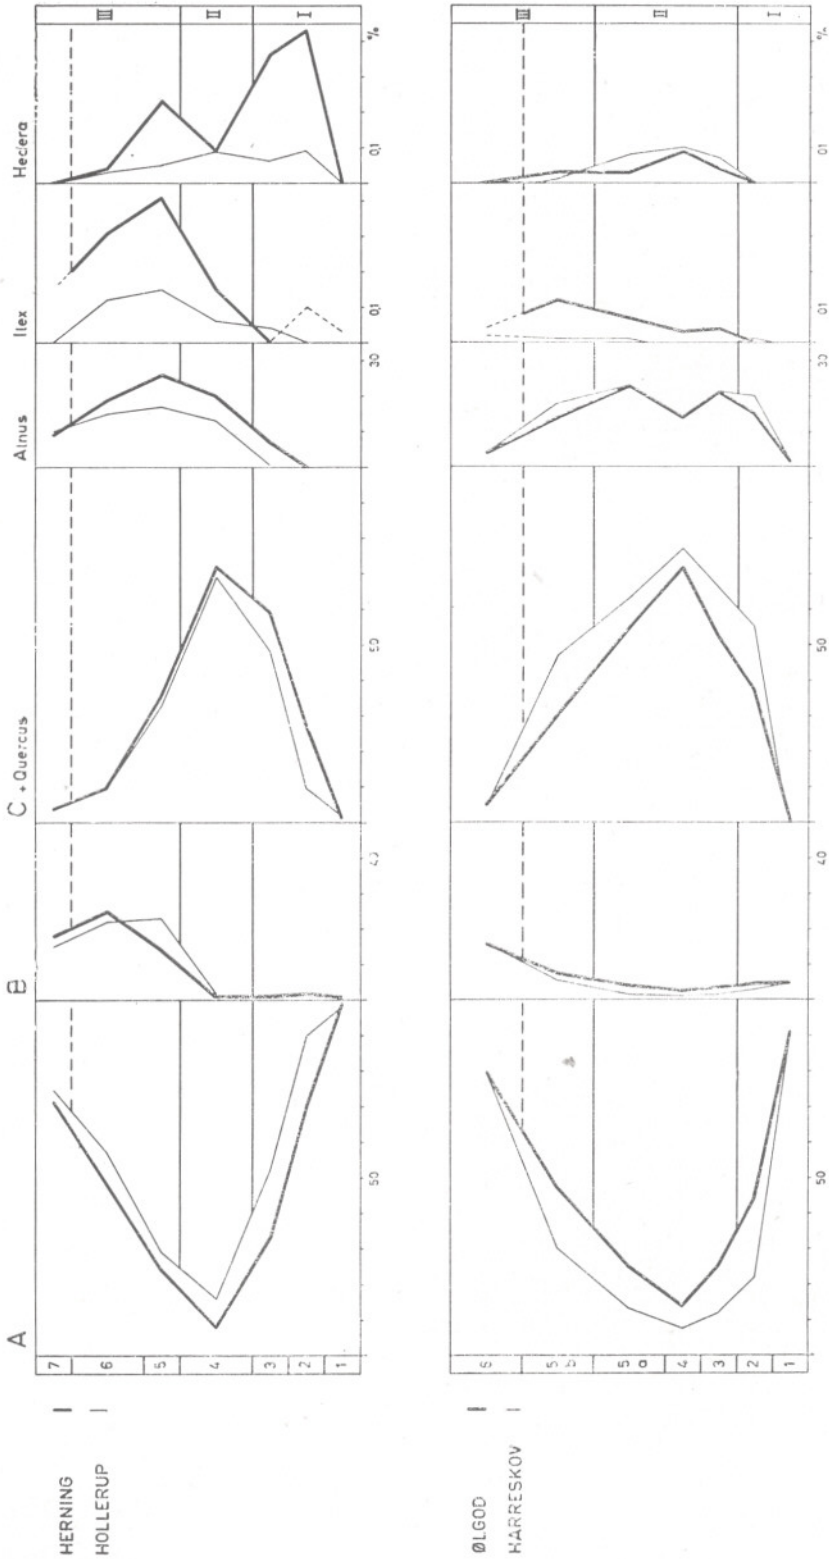 A B C + Quercus Alnus Ilex Hedera
HERNING
HOLLERUP
7
6
5
4
3
2
1
III
II
I
50 40 50 30 0,1 0,1 %
ØLGOD
HARRESKOV
6
5 b
5 a
4
3
2
1
III
II
I
50 40 50 30 0,1 0,1 %